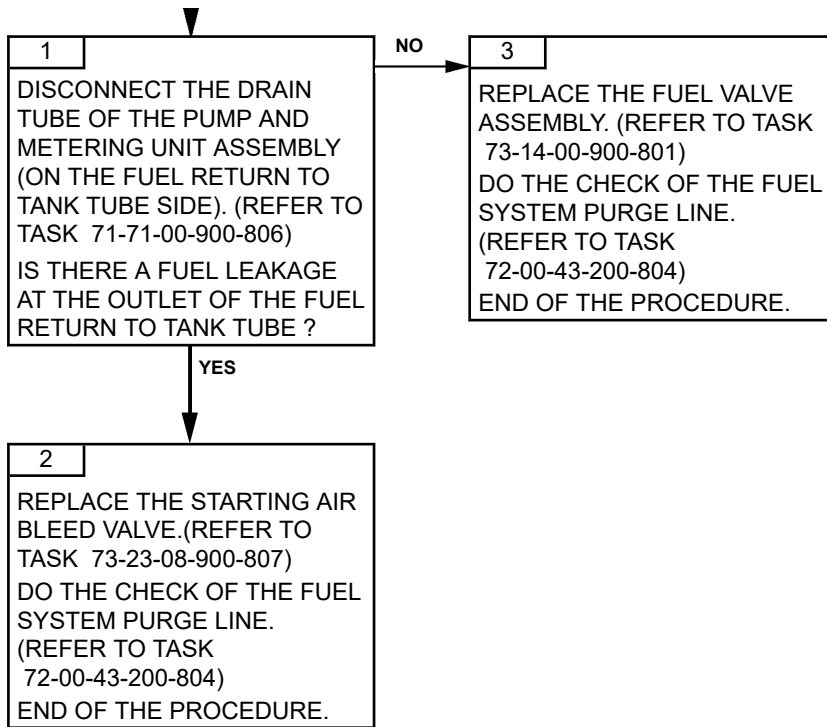 1
DISCONNECT THE DRAIN
TUBE OF THE PUMP AND
METERING UNIT ASSEMBLY
(ON THE FUEL RETURN TO
TANK TUBE SIDE). (REFER TO
TASK 71-71-00-900-806)
IS THERE A FUEL LEAKAGE
AT THE OUTLET OF THE FUEL
RETURN TO TANK TUBE ?
NO
3
REPLACE THE FUEL VALVE
ASSEMBLY. (REFER TO TASK
73-14-00-900-801)
DO THE CHECK OF THE FUEL
SYSTEM PURGE LINE.
(REFER TO TASK
72-00-43-200-804)
END OF THE PROCEDURE.
YES
2
REPLACE THE STARTING AIR
BLEED VALVE.(REFER TO
TASK 73-23-08-900-807)
DO THE CHECK OF THE FUEL
SYSTEM PURGE LINE.
(REFER TO TASK
72-00-43-200-804)
END OF THE PROCEDURE.